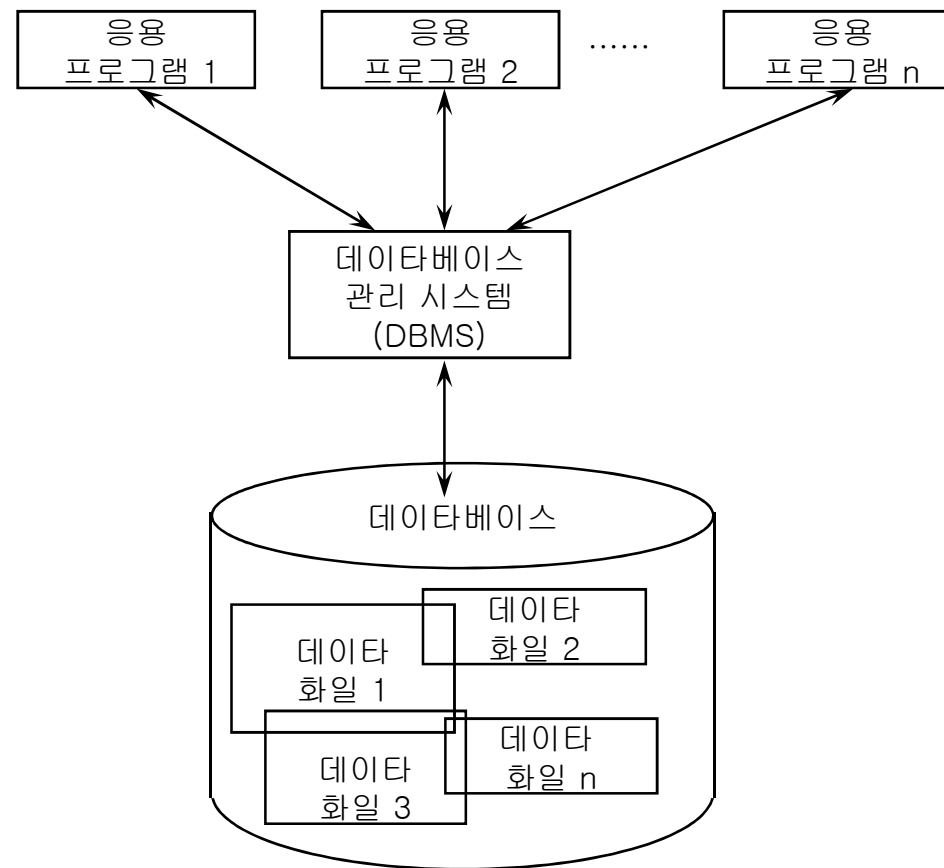 응용
프로그램 1
응용
프로그램 2
......
응용
프로그램 n
데이타베이스
관리 시스템
(DBMS)
데이타베이스
데이타
화일 1
데이타
화일 2
데이타
화일 3
데이타
화일 n